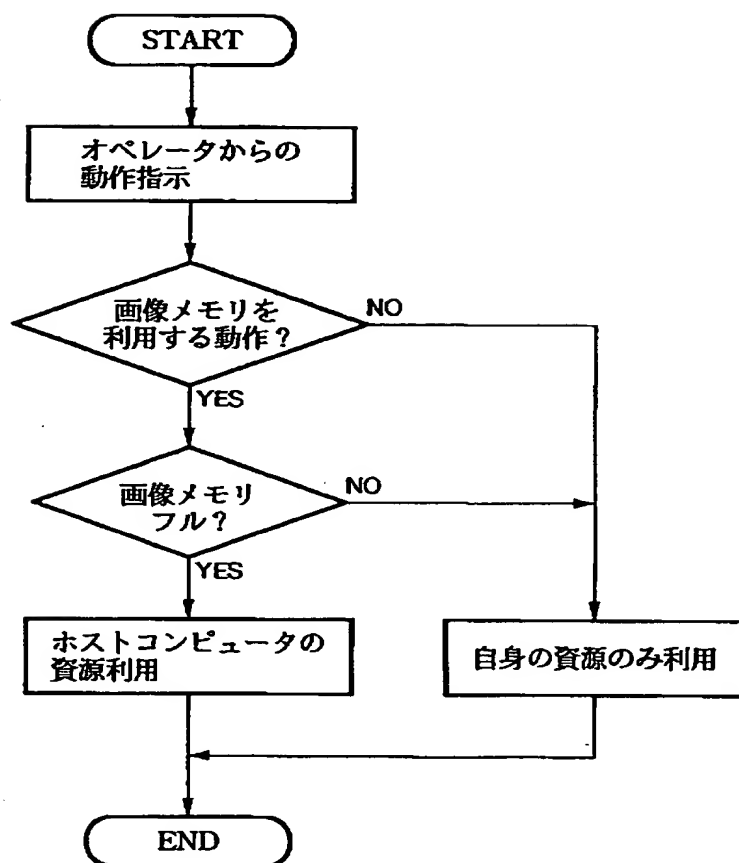 START
オペレータからの
動作指示
画像メモリを
利用する動作?
NO
YES
画像メモリ
フル?
NO
YES
ホストコンピュータの
資源利用
自身の資源のみ利用
END